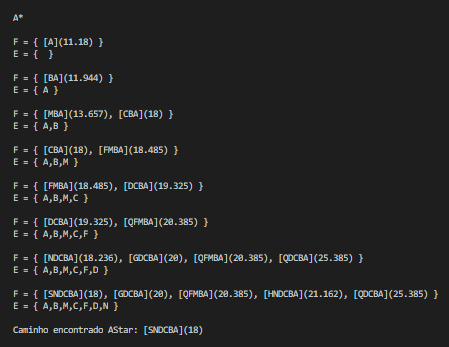 A*
F = { [A](11.18) }
E = {  }
F = { [BA](11.944) }
E = { A }
F = { [MBA](13.657), [CBA](18) }
E = { A,B }
F = { [CBA](18), [FMBA](18.485) }
E = { A,B,M }
F = { [FMBA](18.485), [DCBA](19.325) }
E = { A,B,M,C }
F = { [DCBA](19.325), [QFMBA](20.385) }
E = { A,B,M,C,F }
F = { [NDCBA](18.236), [GDCBA](20), [QFMBA](20.385), [QDCBA](25.385) }
E = { A,B,M,C,F,D }
F = { [SNDCBA](18), [GDCBA](20), [QFMBA](20.385), [HNDCBA](21.162), [QDCBA](25.385) }
E = { A,B,M,C,F,D,N }
Caminho encontrado AStar: [SNDCBA](18)